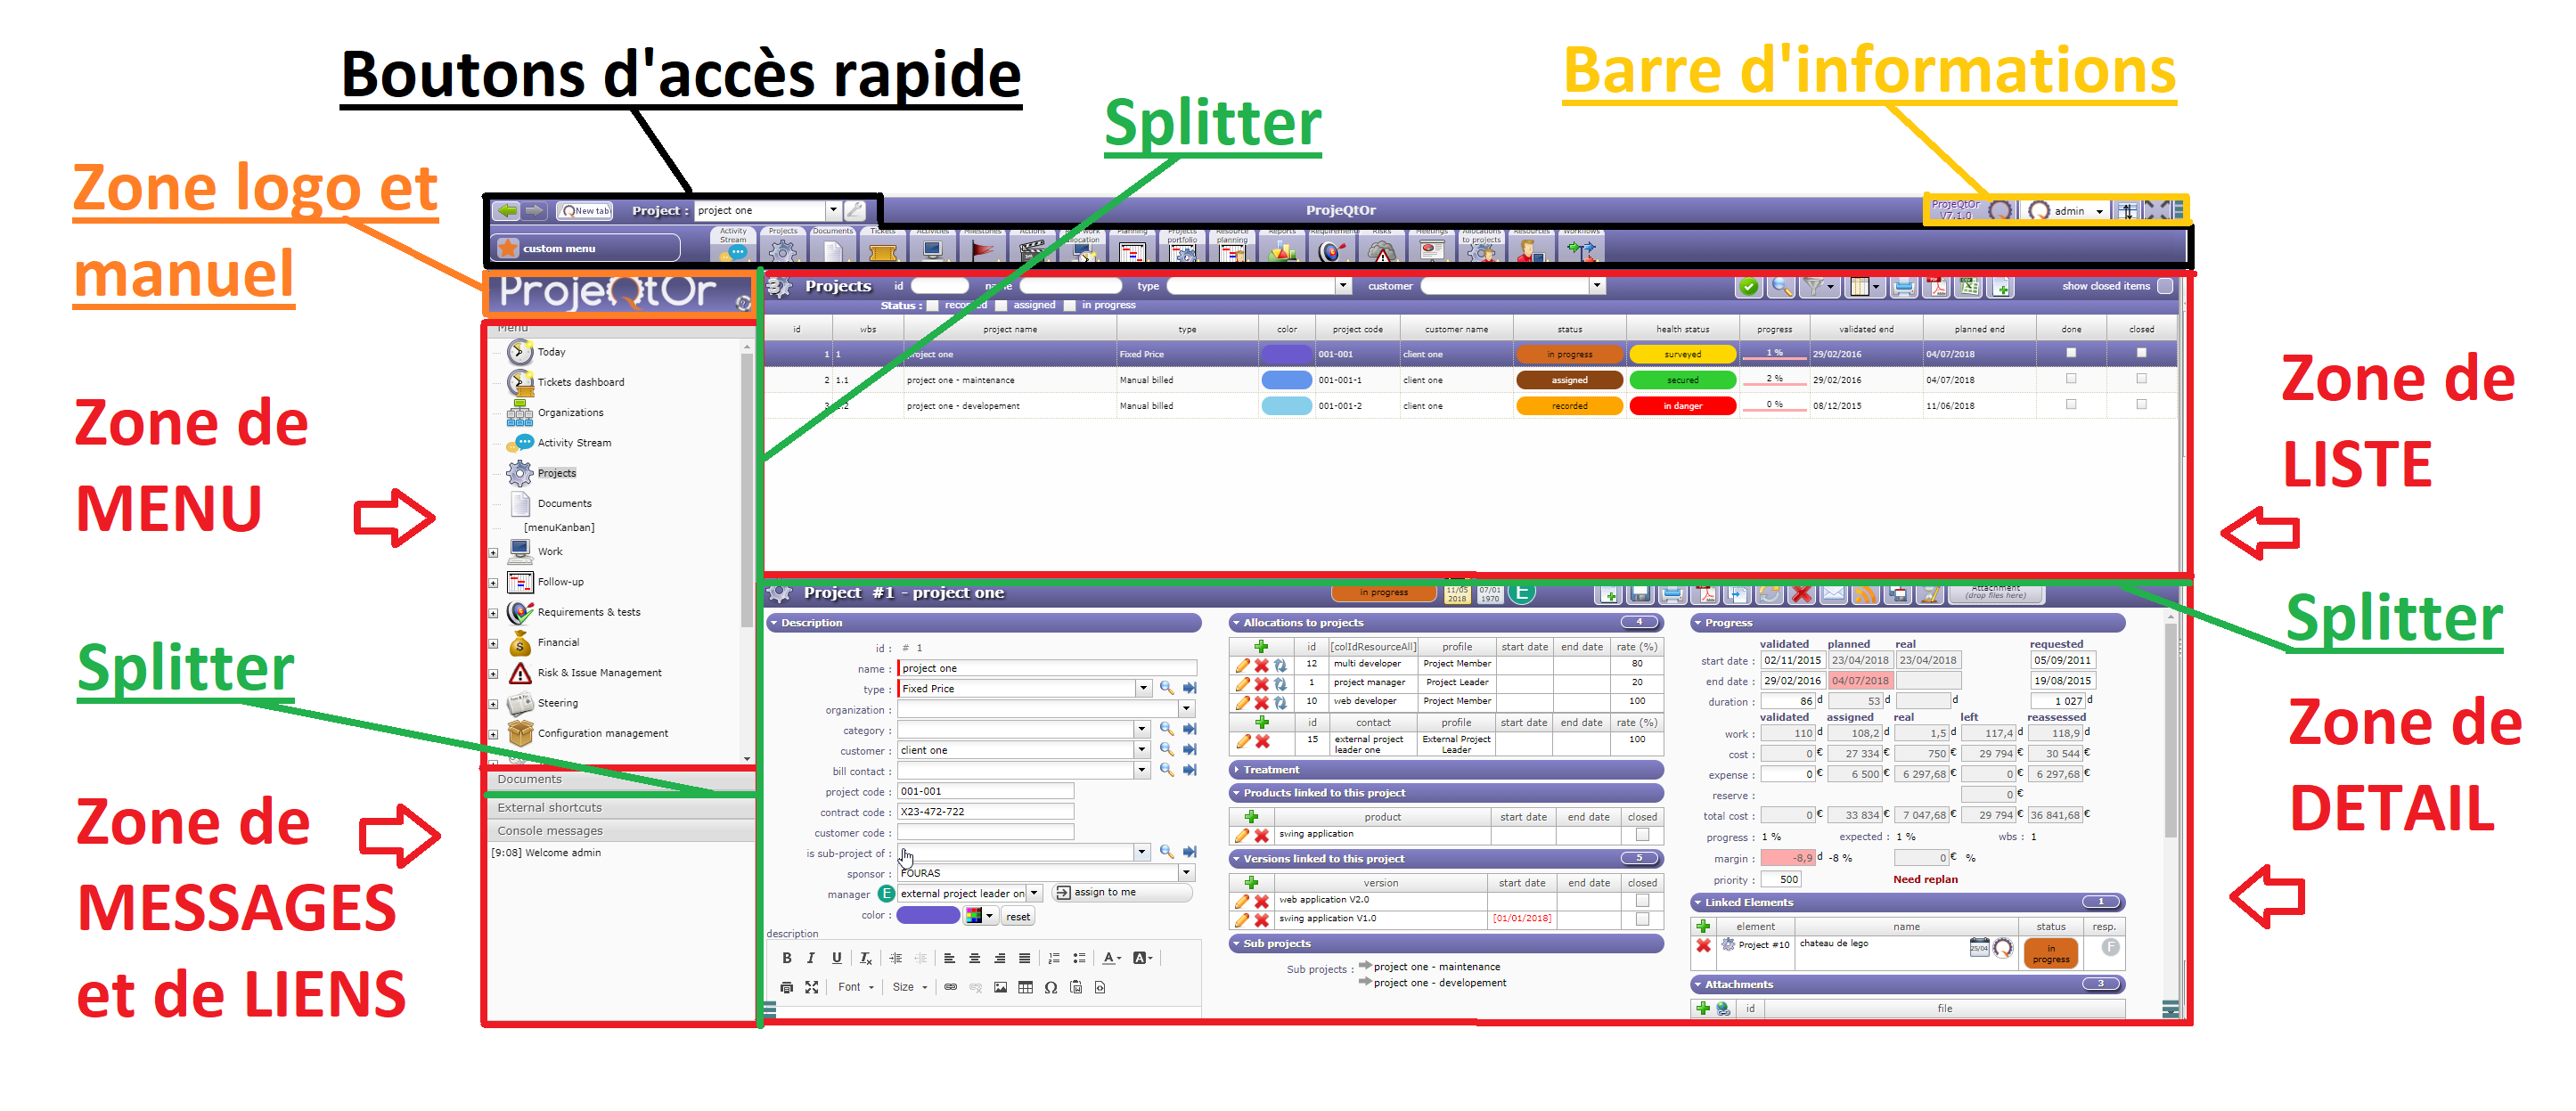 Boutons d'accès rapide
Barre d'informations
Splitter
Zone logo et
manuel
New tab
Project : project one
ProjeQtOr
ProjeQtOr
V7.1.0
admin
custom menu
Activity
Stream
Projects
Documents
Tickets
Activities
Milestones
Actions
allocation
Planning
Projects
portfolio
Resource
planning
Reports
Requirements
Risks
Meetings
Allocations
to projects
Resources
Workflows
ProjeQtOr
Projects id name type customer show closed items
Status : recorded assigned in progress
id wbs project name type color project code customer name status health status progress validated end planned end done closed
1 1 project one Fixed Price 001-001 client one in progress surveyed 1 % 29/02/2016 04/07/2018
2 1.1 project one - maintenance Manual billed 001-001-1 client one assigned secured 2 % 29/02/2016 04/07/2018
3 1.2 project one - developement Manual billed 001-001-2 client one recorded in danger 0 % 08/12/2015 11/06/2018
Menu
Today
Tickets dashboard
Organizations
Activity Stream
Projects
Documents
[menuKanban]
Work
Follow-up
Requirements & tests
Financial
Risk & Issue Management
Steering
Configuration management
Documents
External shortcuts
Console messages
[9:08] Welcome admin
Zone de
MENU
Splitter
Zone de
MESSAGES
et de LIENS
Zone de
LISTE
Splitter
Zone de
DETAIL
Project #1 - project one
in progress
11/05
2018
07/01
1970
E
Attachment
(drop files here)
Description
id : # 1
name : project one
type : Fixed Price
organization :
category :
customer : client one
bill contact :
project code : 001-001
contract code : X23-472-722
customer code :
is sub-project of :
sponsor : FOURAS
manager E external project leader on assign to me
color : reset
description
B I U Tx A A
Font Size Ω
Allocations to projects 4
id [colIdResourceAll] profile start date end date rate (%)
12 multi developer Project Member 80
1 project manager Project Leader 20
10 web developer Project Member 100
id contact profile start date end date rate (%)
15 external project leader one External Project Leader 100
Treatment
Products linked to this project
product start date end date closed
swing application
Versions linked to this project 5
version start date end date closed
web application V2.0
swing application V1.0 [01/01/2018]
Sub projects
Sub projects : project one - maintenance
project one - developement
Progress
validated planned real requested
start date : 02/11/2015 23/04/2018 23/04/2018 05/09/2011
end date : 29/02/2016 04/07/2018 19/08/2015
duration : 86 d 53 d d 1 027 d
validated assigned real left reassessed
work : 110 d 108,2 d 1,5 d 117,4 d 118,9 d
cost : 0 € 27 334 € 750 € 29 794 € 30 544 €
expense : 0 € 6 500 € 6 297,68 € 0 € 6 297,68 €
reserve : 0 €
total cost : 0 € 33 834 € 7 047,68 € 29 794 € 36 841,68 €
progress : 1 % expected : 1 % wbs : 1
margin : -8,9 d -8 % 0 € %
priority : 500 Need replan
Linked Elements 1
element name status resp.
Project #10 chateau de lego 25/04 in progress F
Attachments 3
id file